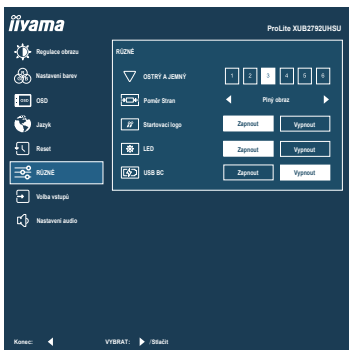 iiyama
ProLite XUB2792UHSU
Regulace obrazu
Nastavení barev
OSD
OSD
Jazyk
Reset
RŮZNÉ
Volba vstupů
Nastavení audio
RŮZNÉ
OSTRÝ A JEMNÝ 1 2 3 4 5 6
Poměr Stran Plný obraz
Startovací logo Zapnout Vypnout
LED Zapnout Vypnout
USB BC Zapnout Vypnout
Konec: VYBRAT: /Stlačit